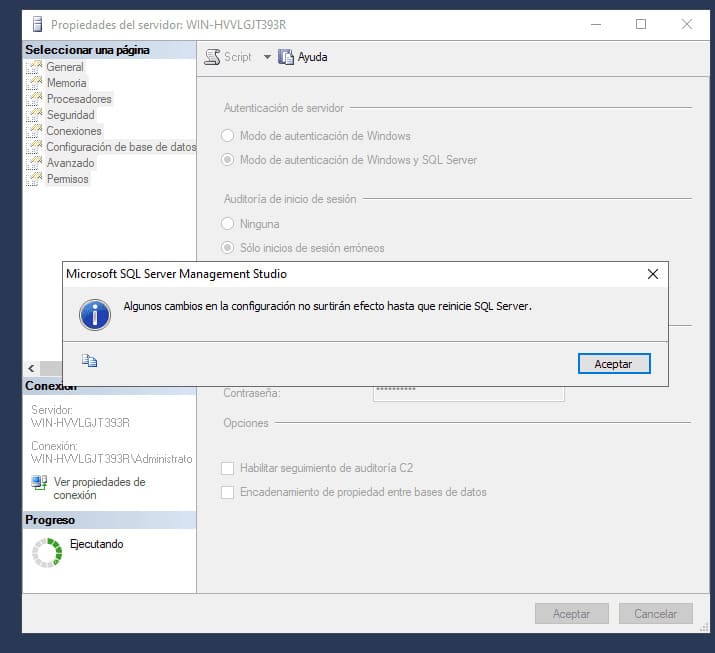 Propiedades del servidor: WIN-HVVLGJT393R
Seleccionar una página
General
Memoria
Procesadores
Seguridad
Conexiones
Configuración de base de datos
Avanzado
Permisos
Script
Ayuda
Autenticación de servidor
Modo de autenticación de Windows
Modo de autenticación de Windows y SQL Server
Auditoría de inicio de sesión
Ninguna
Sólo inicios de sesión erróneos
Microsoft SQL Server Management Studio
Algunos cambios en la configuración no surtirán efecto hasta que reinicie SQL Server.
Aceptar
Conexión
Servidor:
WIN-HVVLGJT393R
Conexión:
WIN-HVVLGJT393R\Administrato
Ver propiedades de
conexión
Progreso
Ejecutando
Contraseña:
**********
Opciones
Habilitar seguimiento de auditoría C2
Encadenamiento de propiedad entre bases de datos
Aceptar
Cancelar